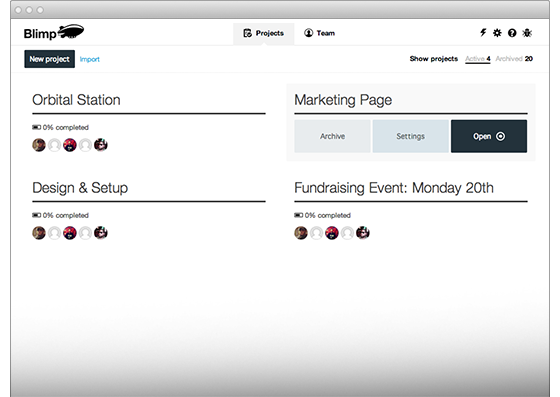 Blimp
Projects
Team
New project
Import
Show projects
Active 4
Archived 20
Orbital Station
0% completed
Marketing Page
Archive
Settings
Open
Design & Setup
0% completed
Fundraising Event: Monday 20th
0% completed